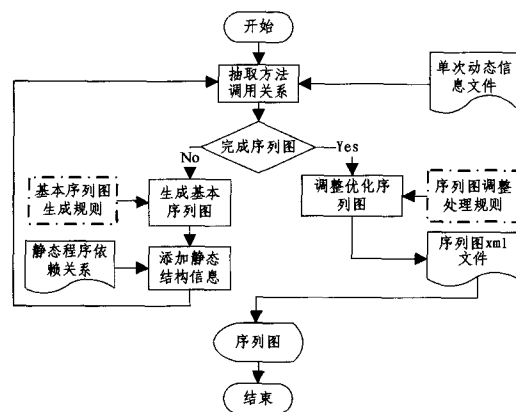 开始
抽取方法
调用关系
单次动态信
息文件
完成序列图
No
Yes
基本序列图
生成规则
生成基本
序列图
调整优化序
列图
序列图调整
处理规则
静态程序依
赖关系
添加静态
结构信息
序列图xml
文件
序列图
结束